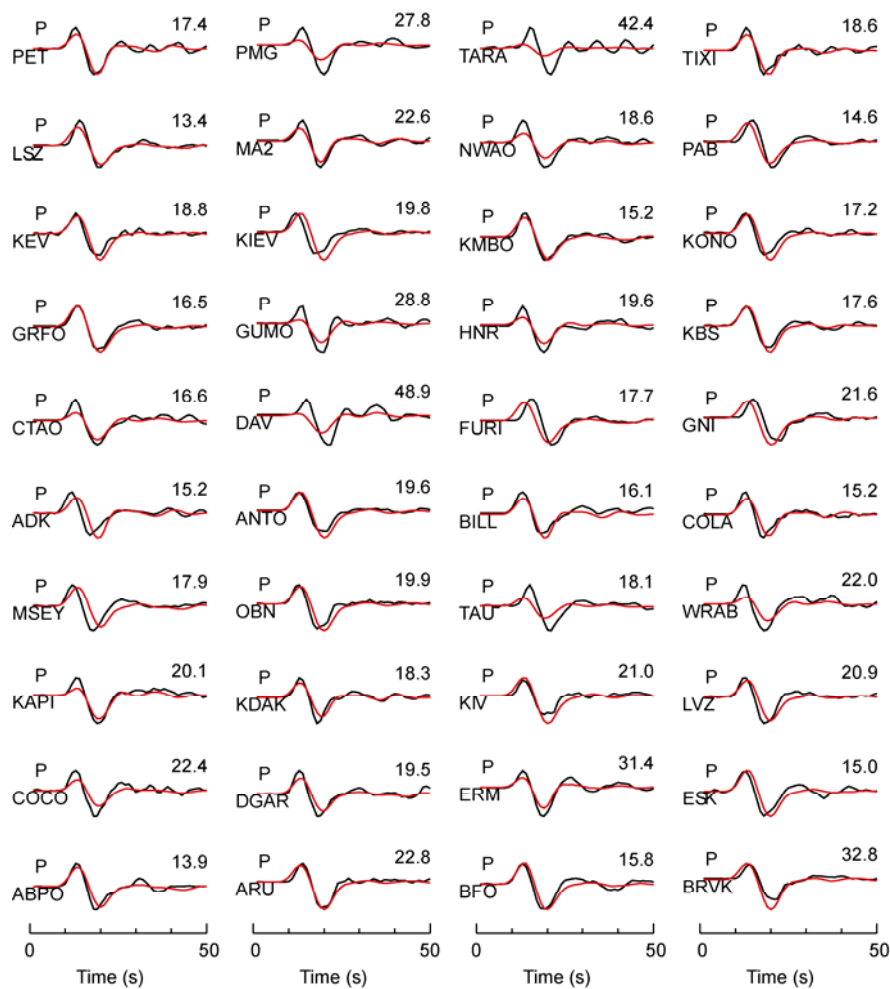 P 17.4 P 27.8 P 42.4 P 18.6
PET PMG TARA TIXI
P 13.4 P 22.6 P 18.6 P 14.6
LSZ MA2 NWAO PAB
P 18.8 P 19.8 P 15.2 P 17.2
KEV KIEV KMBO KONO
P 16.5 P 28.8 P 19.6 P 17.6
GRFO GUMO HNR KBS
P 16.6 P 48.9 P 17.7 P 21.6
CTAO DAV FURI GNI
P 15.2 P 19.6 P 16.1 P 15.2
ADK ANTO BILL COLA
P 17.9 P 19.9 P 18.1 P 22.0
MSEY OBN TAU WRAB
P 20.1 P 18.3 P 21.0 P 20.9
KAPI KDAK KIV LVZ
P 22.4 P 19.5 P 31.4 P 15.0
COCO DGAR ERM ESK
P 13.9 P 22.8 P 15.8 P 32.8
ABPO ARU BFO BRVK
0 50 0 50 0 50 0 50
Time (s) Time (s) Time (s) Time (s)